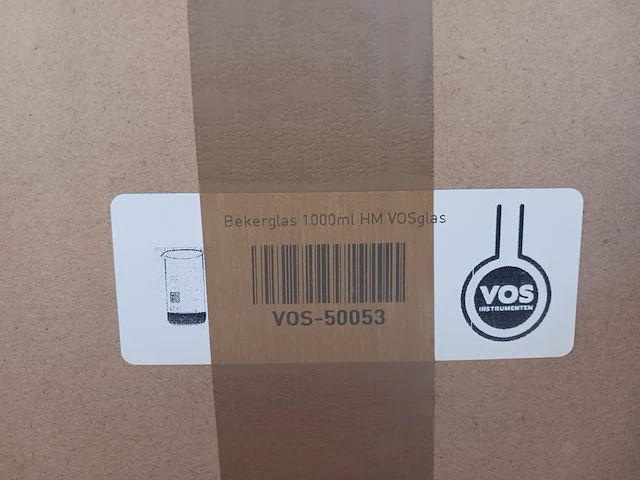 Bekerglas 1000ml HM VOSglas
VOS-50053
VOS
INSTRUMENTEN